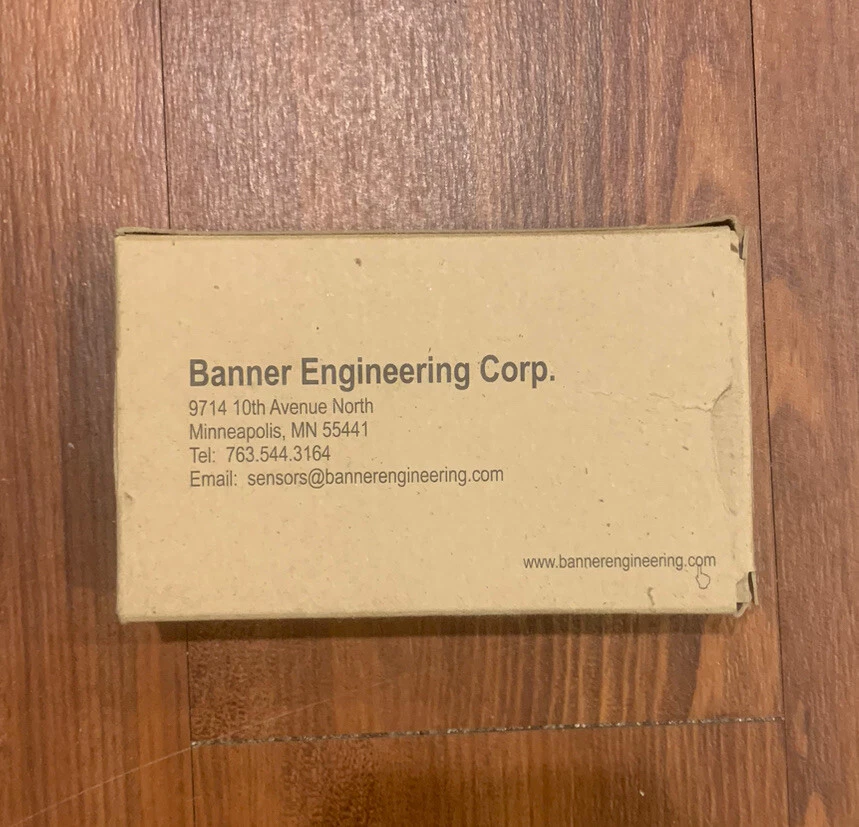 Banner Engineering Corp.
9714 10th Avenue North
Minneapolis, MN 55441
Tel: 763.544.3164
Email: sensors@bannerengineering.com
www.bannerengineering.com